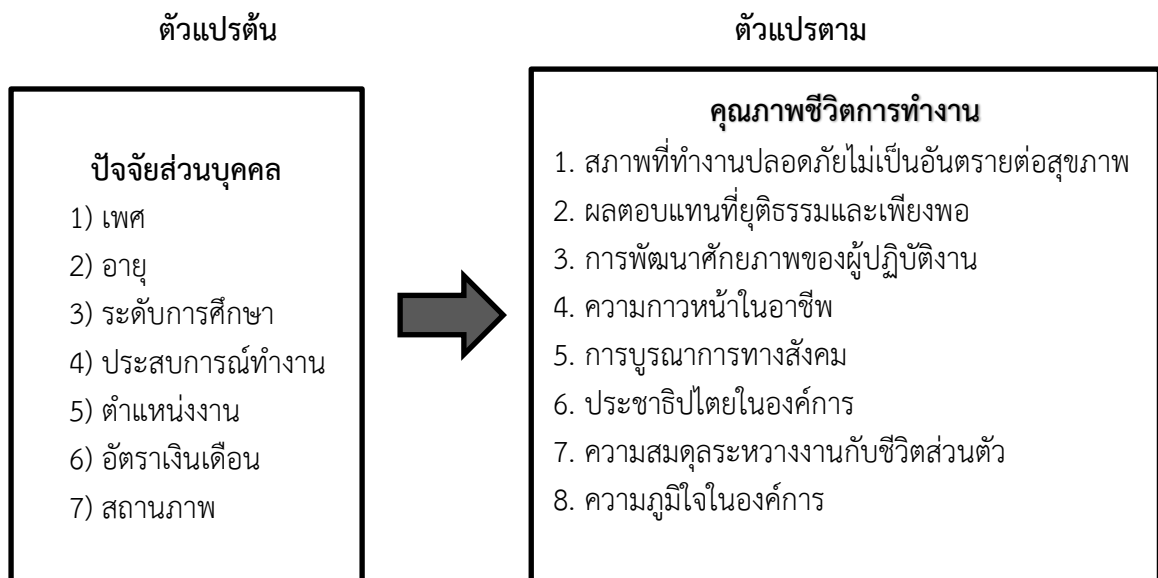 ตัวแปรต้น
ตัวแปรตาม
ปัจจัยส่วนบุคคล
1) เพศ
2) อายุ
3) ระดับการศึกษา
4) ประสบการณ์ทำงาน
5) ตำแหน่งงาน
6) อัตราเงินเดือน
7) สถานภาพ
คุณภาพชีวิตการทำงาน
1. สภาพที่ทำงานปลอดภัยไม่เป็นอันตรายต่อสุขภาพ
2. ผลตอบแทนที่ยุติธรรมและเพียงพอ
3. การพัฒนาศักยภาพของผู้ปฏิบัติงาน
4. ความกาวหน้าในอาชีพ
5. การบูรณาการทางสังคม
6. ประชาธิปไตยในองค์การ
7. ความสมดุลระหวางงานกับชีวิตส่วนตัว
8. ความภูมิใจในองค์การ